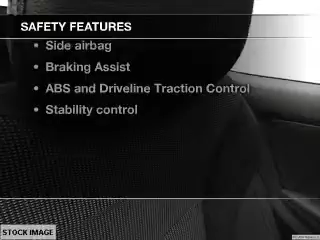 SAFETY FEATURES
• Side airbag
• Braking Assist
• ABS and Driveline Traction Control
• Stability control
STOCK IMAGE